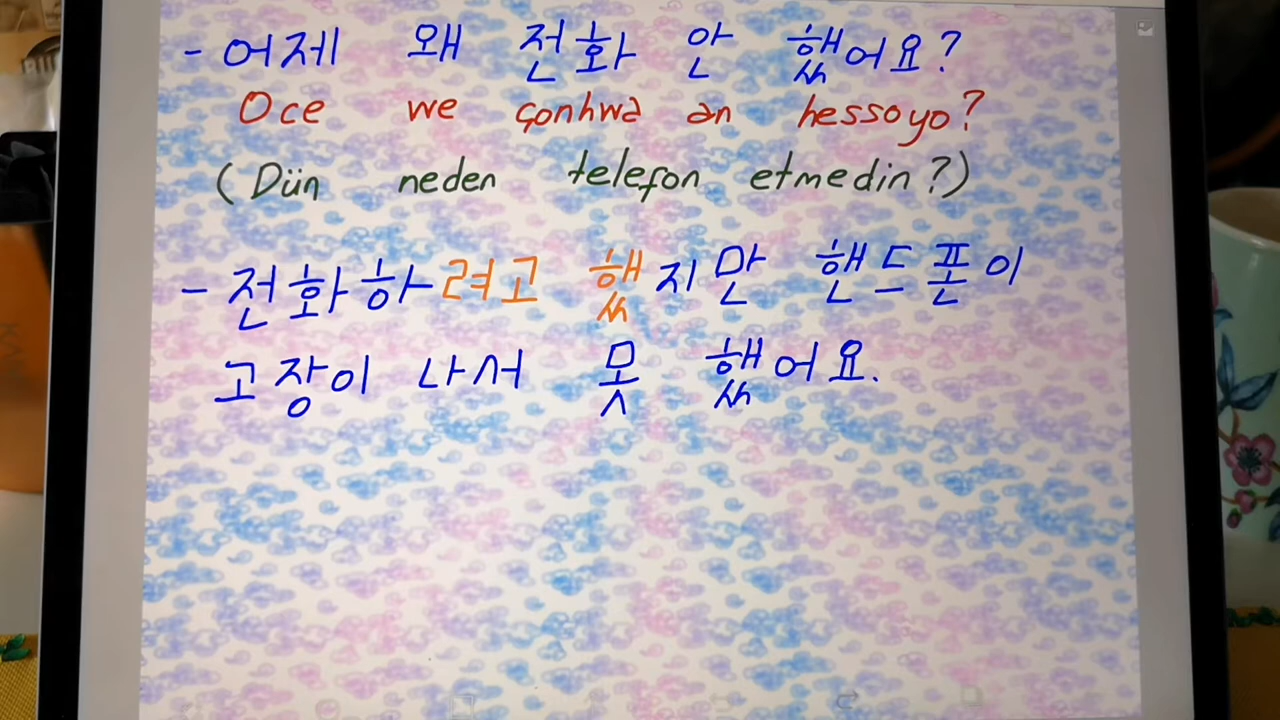 - 어제 왜 전화 안 했어요?
Oce we çonhwa an hessoyo?
(Dün neden telefon etmedin?)
- 전화하려고 했지만 핸드폰이
고장이 나서 못 했어요.